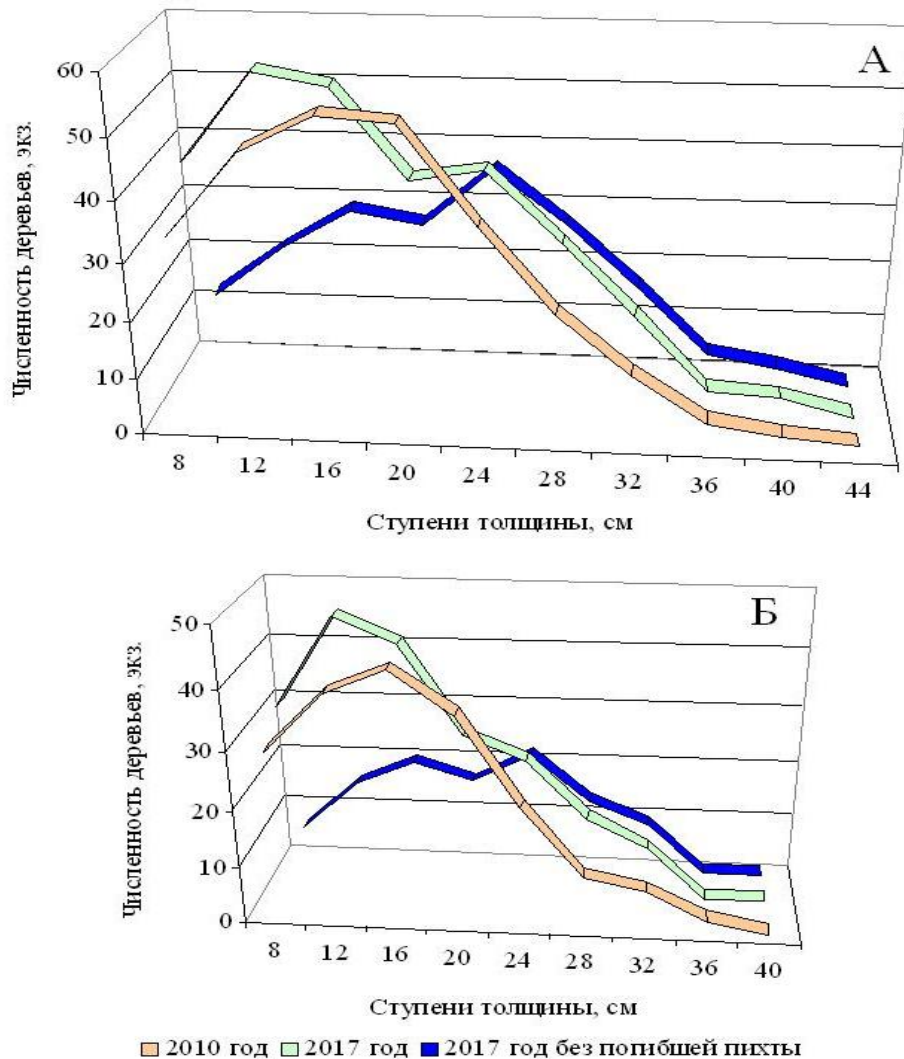 А
60
50
40
30
20
10
0
Численность деревьев, экз.
8 12 16 20 24 28 32 36 40 44
Ступени толщины, см
Б
50
40
30
20
10
0
Численность деревьев, экз.
8 12 16 20 24 28 32 36 40
Ступени толщины, см
2010 год 2017 год 2017 год без погибшей пихты